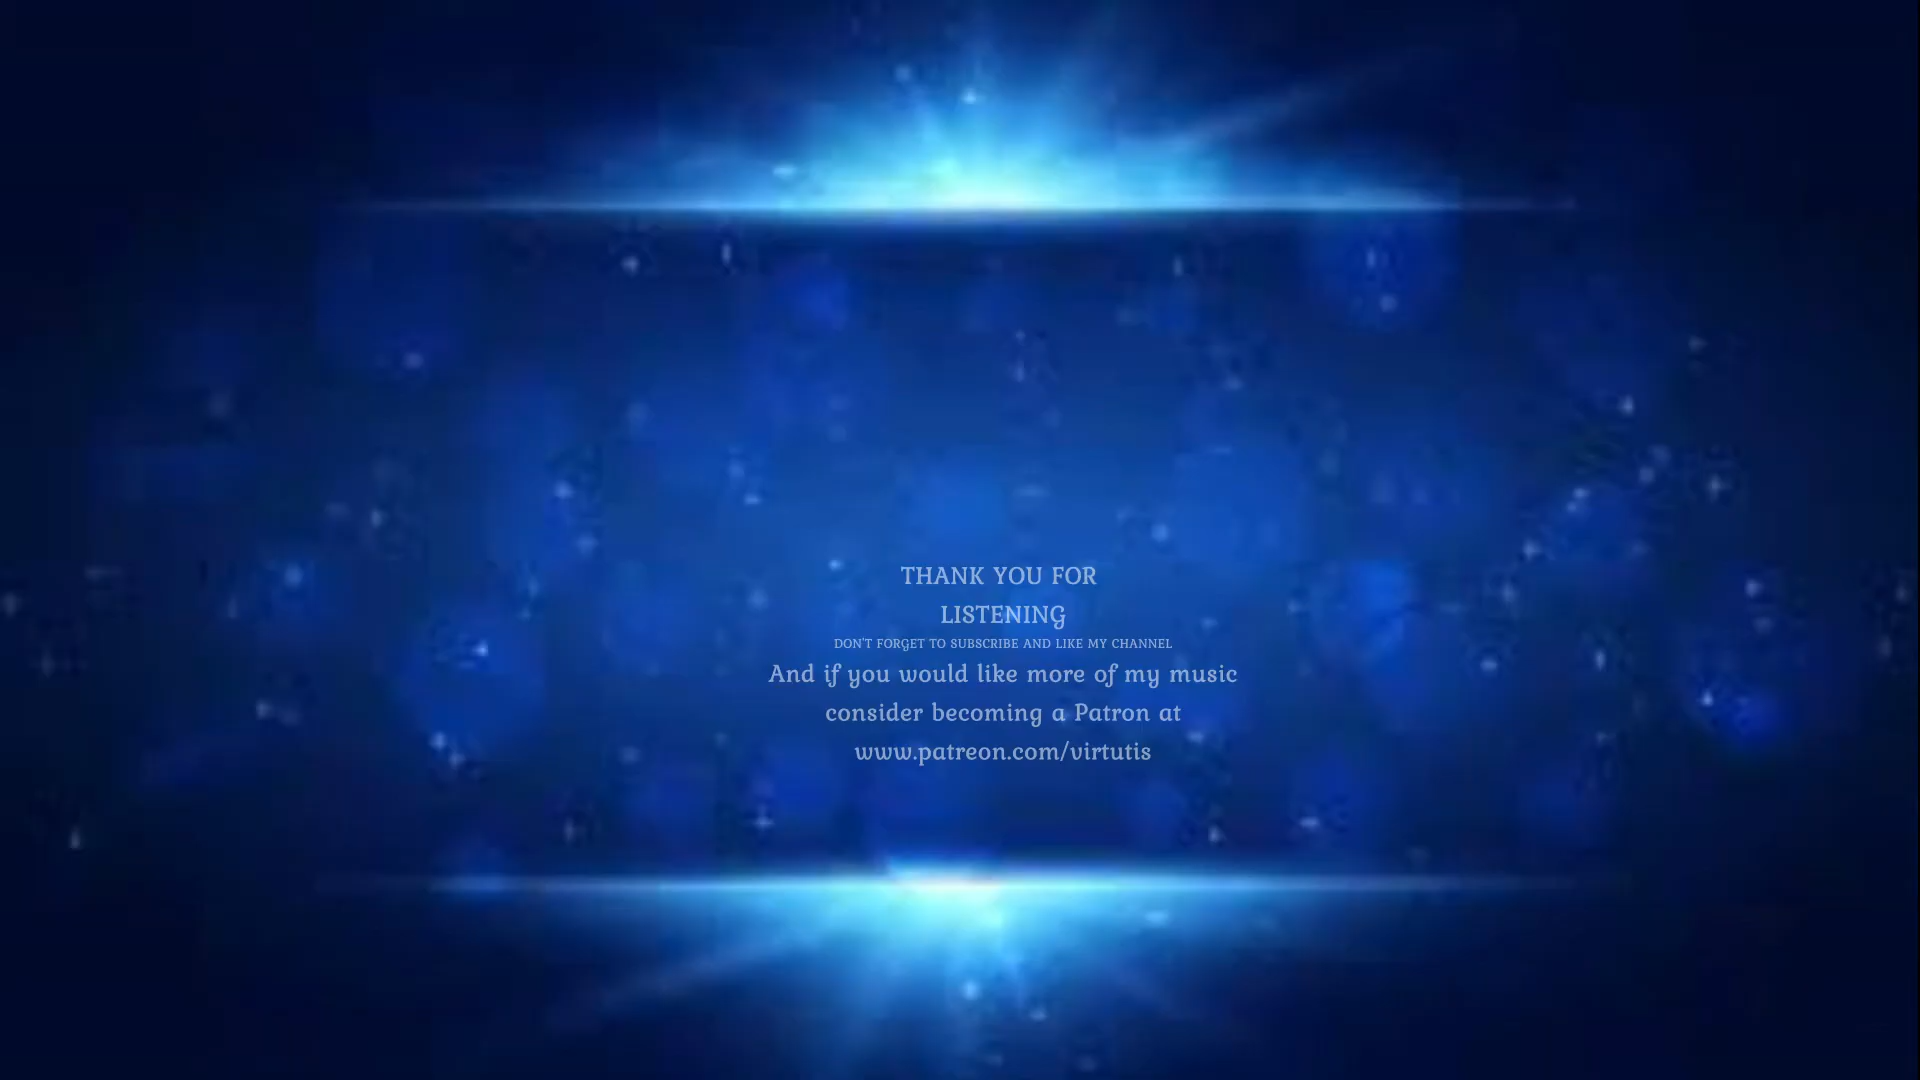 THANK YOU FOR
LISTENING
DON'T FORGET TO SUBSCRIBE AND LIKE MY CHANNEL
And if you would like more of my music
consider becoming a Patron at
www.patreon.com/virtutis